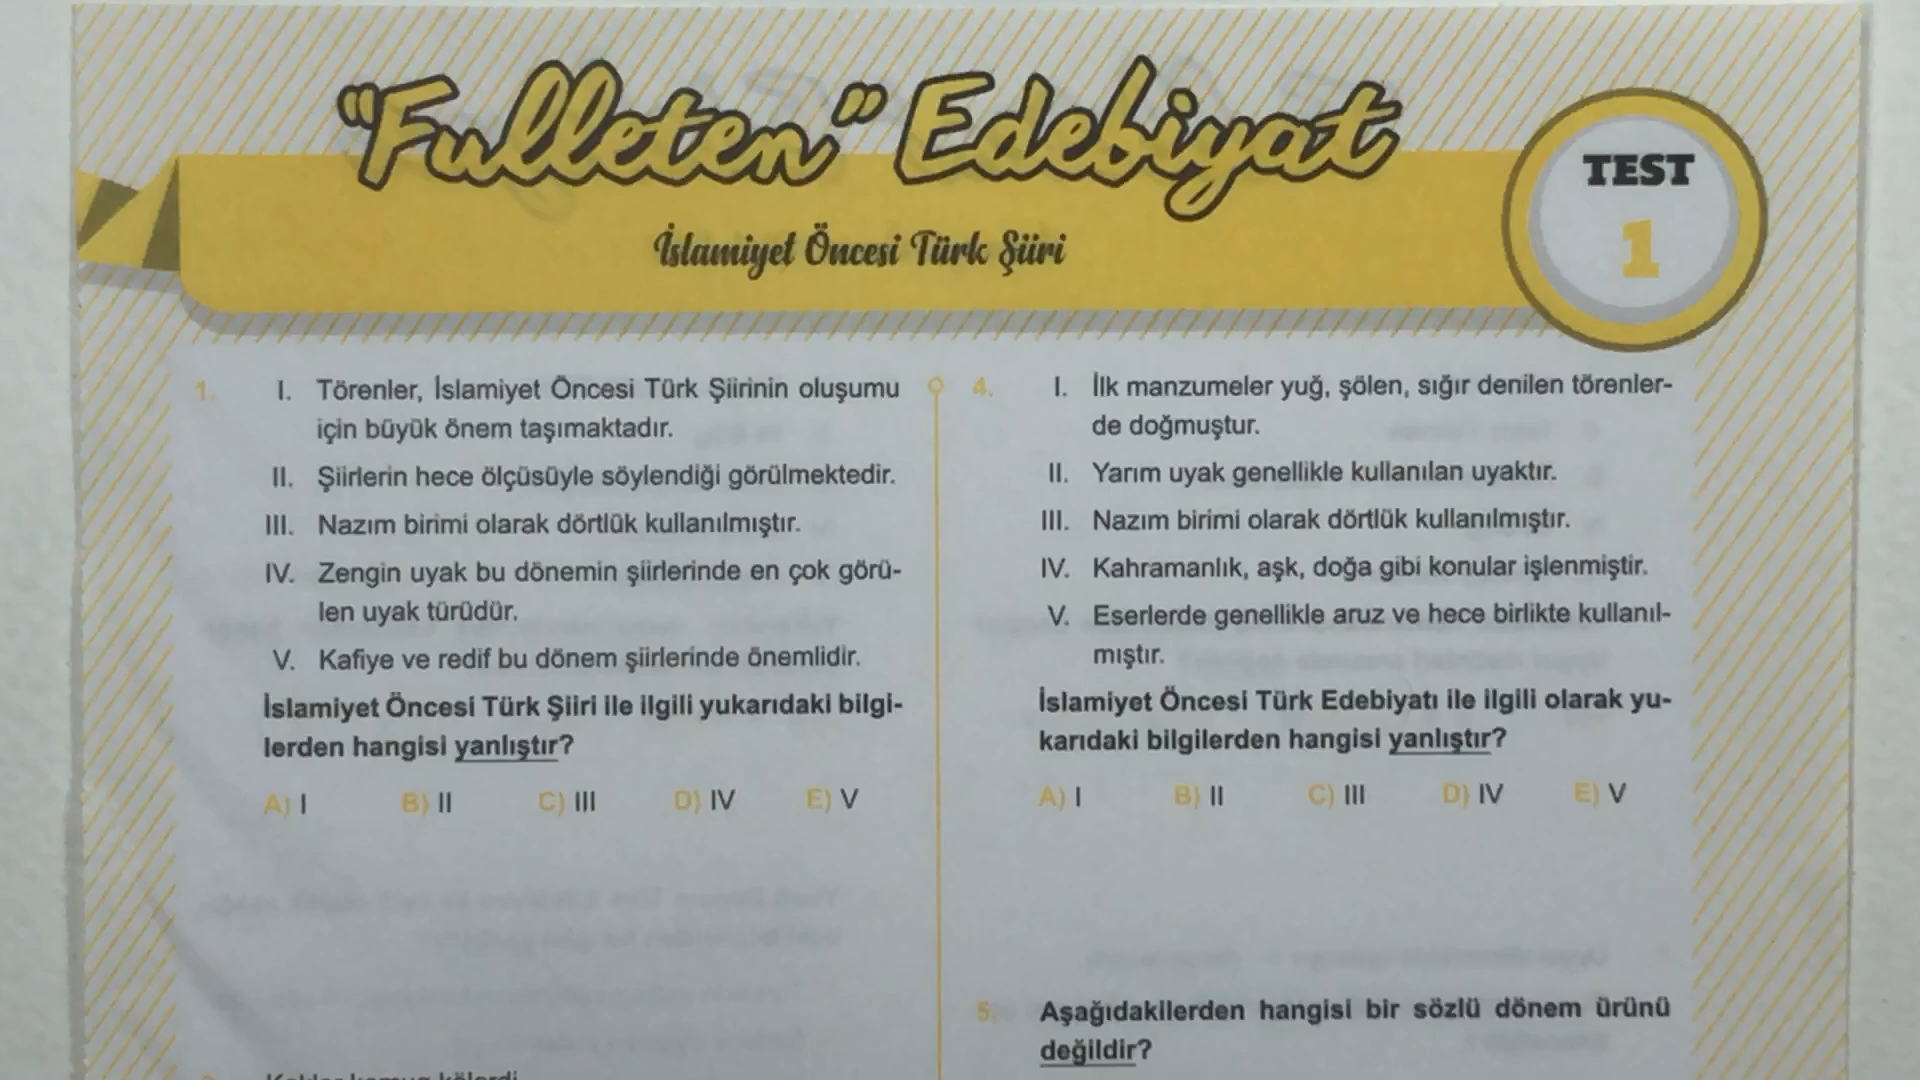 "Fulleten" Edebiyat
İslamiyet Öncesi Türk Şiiri
TEST
1
1. I. Törenler, İslamiyet Öncesi Türk Şiirinin oluşumu
için büyük önem taşımaktadır.
II. Şiirlerin hece ölçüsüyle söylendiği görülmektedir.
III. Nazım birimi olarak dörtlük kullanılmıştır.
IV. Zengin uyak bu dönemin şiirlerinde en çok görü-
len uyak türüdür.
V. Kafiye ve redif bu dönem şiirlerinde önemlidir.
İslamiyet Öncesi Türk Şiiri ile ilgili yukarıdaki bilgi-
lerden hangisi yanlıştır?
A) I B) II C) III D) IV E) V
4. I. İlk manzumeler yuğ, şölen, sığır denilen törenler-
de doğmuştur.
II. Yarım uyak genellikle kullanılan uyaktır.
III. Nazım birimi olarak dörtlük kullanılmıştır.
IV. Kahramanlık, aşk, doğa gibi konular işlenmiştir.
V. Eserlerde genellikle aruz ve hece birlikte kullanıl-
mıştır.
İslamiyet Öncesi Türk Edebiyatı ile ilgili olarak yu-
karıdaki bilgilerden hangisi yanlıştır?
A) I B) II C) III D) IV E) V
5. Aşağıdakilerden hangisi bir sözlü dönem ürünü
değildir?